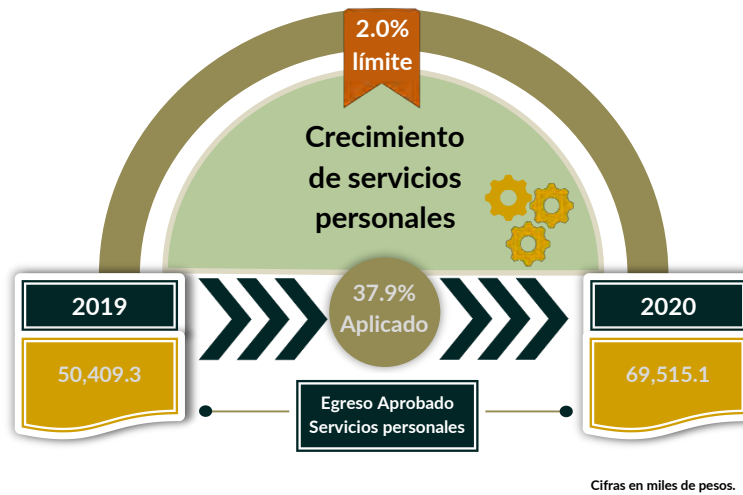 2.0%
límite
Crecimiento
de servicios
personales
2019
37.9%
Aplicado
2020
50,409.3
69,515.1
Egreso Aprobado
Servicios personales
Cifras en miles de pesos.